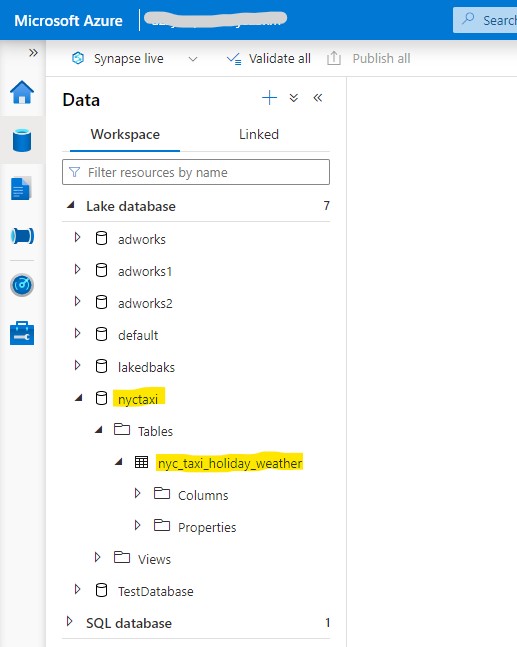 Microsoft Azure
Search
»
Synapse live
Validate all
Publish all
Data
Workspace
Linked
Filter resources by name
Lake database 7
adworks
adworks1
adworks2
default
lakedbaks
nyctaxi
Tables
nyc_taxi_holiday_weather
Columns
Properties
Views
TestDatabase
SQL database 1